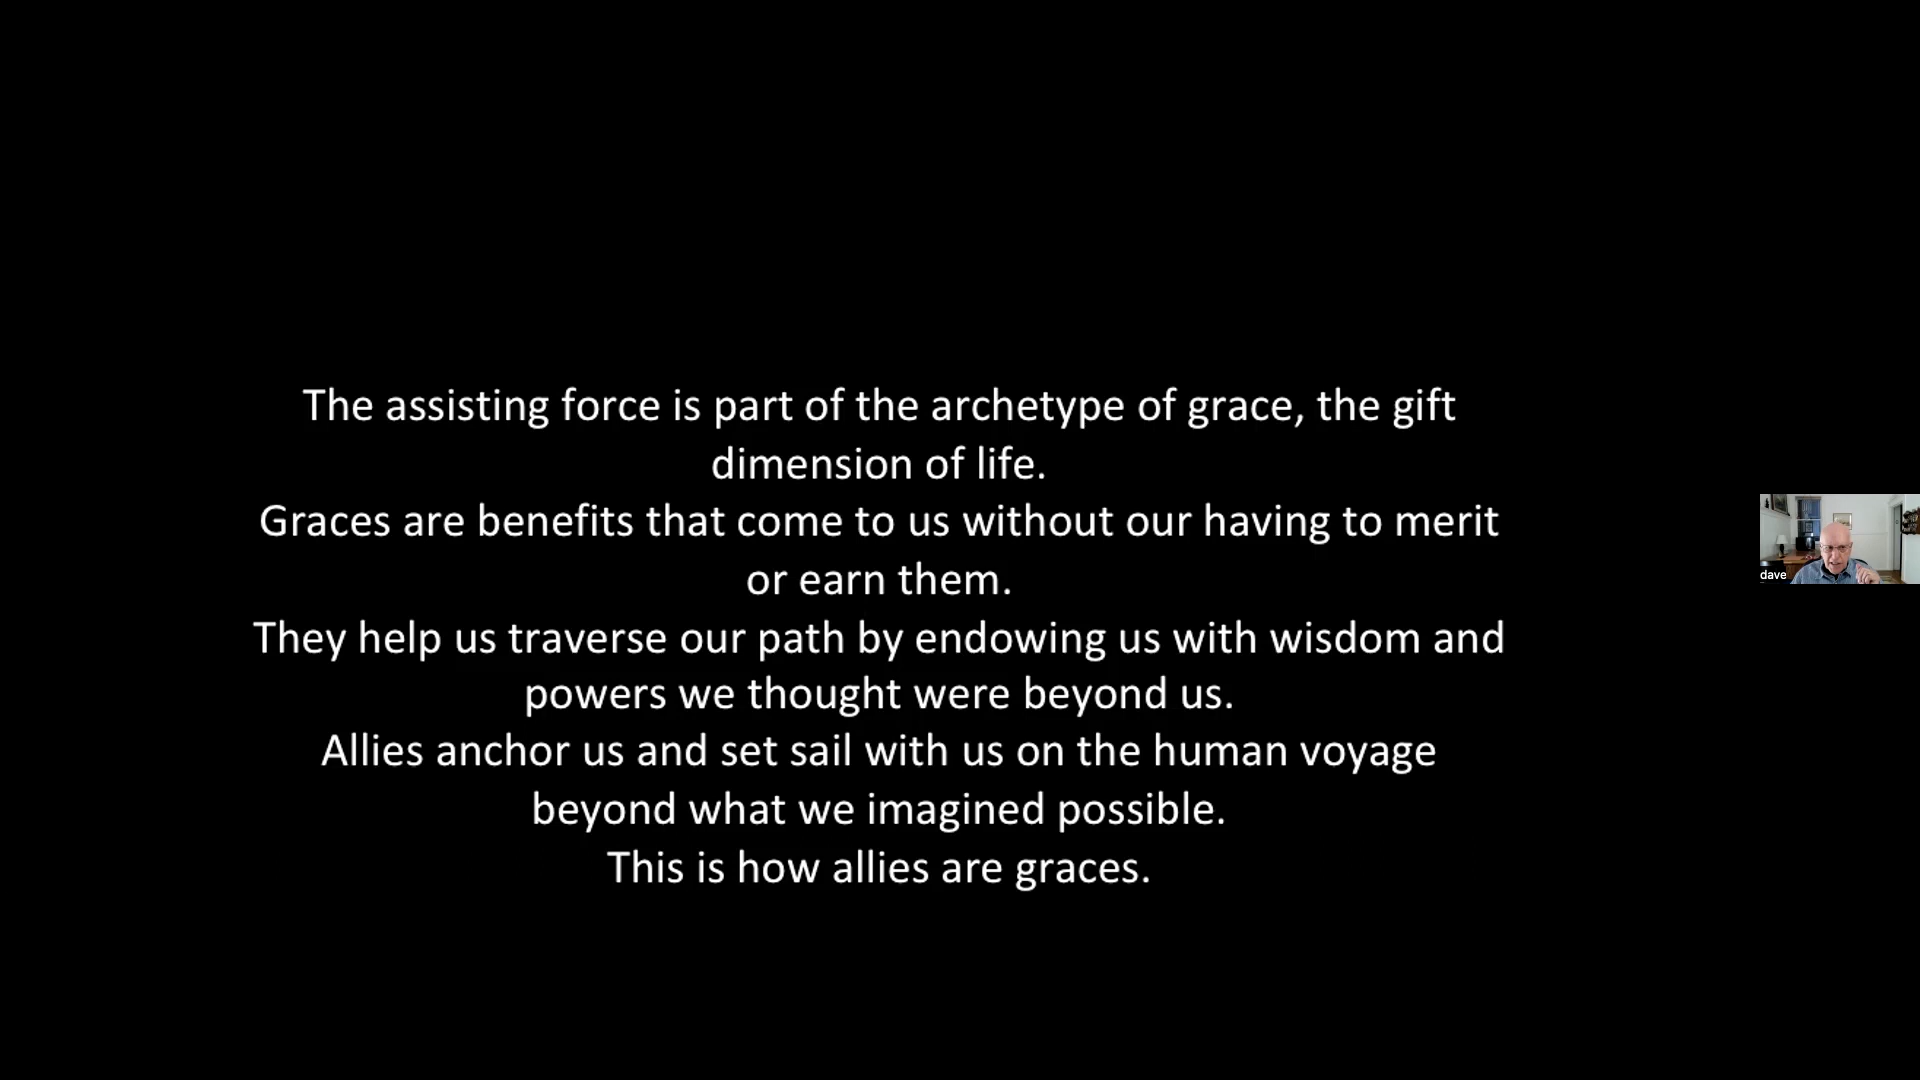 The assisting force is part of the archetype of grace, the gift
dimension of life.
Graces are benefits that come to us without our having to merit
or earn them.
They help us traverse our path by endowing us with wisdom and
powers we thought were beyond us.
Allies anchor us and set sail with us on the human voyage
beyond what we imagined possible.
This is how allies are graces.
dave